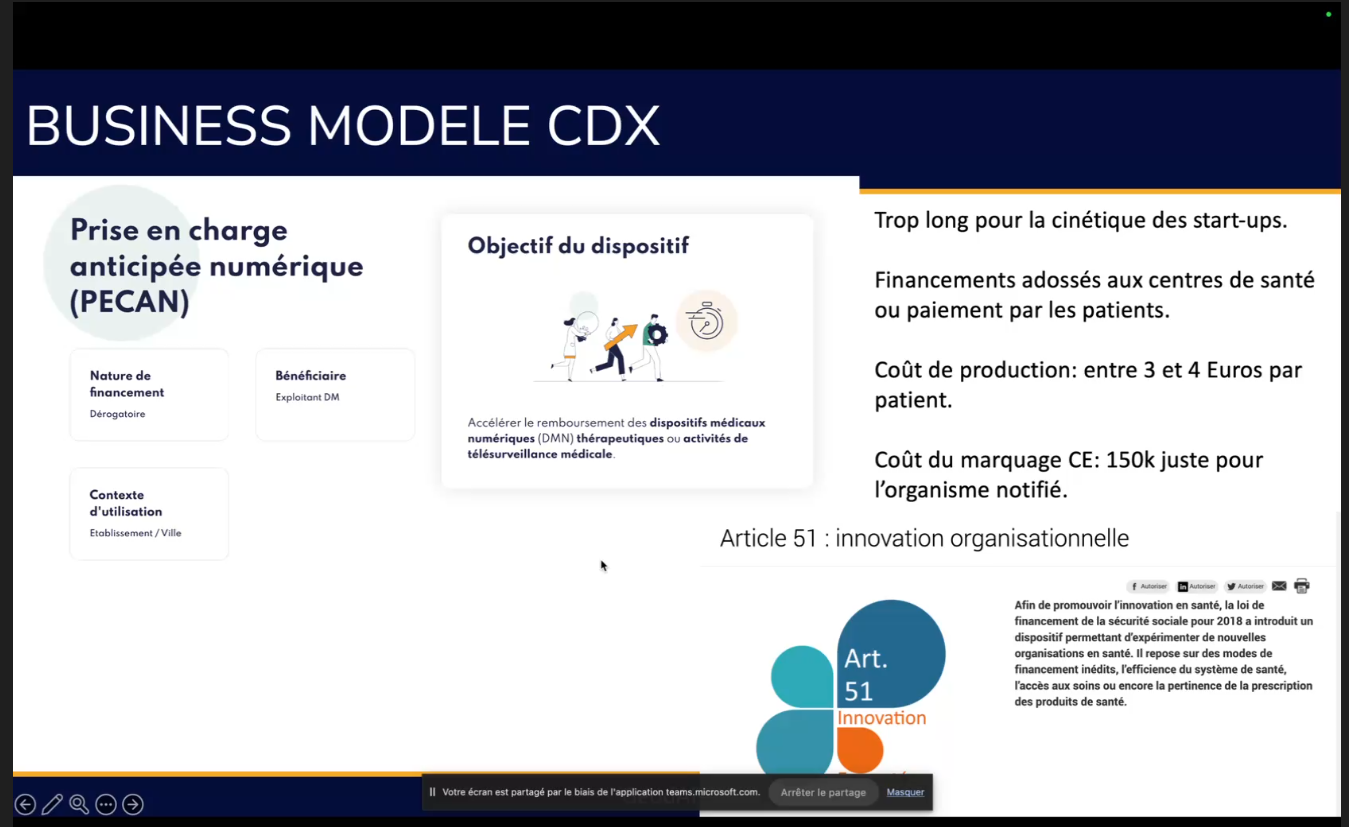 BUSINESS MODELE CDX
Prise en charge
anticipée numérique
(PECAN)
Nature de
financement
Dérogatoire
Bénéficiaire
Exploitant DM
Contexte
d'utilisation
Etablissement / Ville
Objectif du dispositif
Accélérer le remboursement des dispositifs médicaux
numériques (DMN) thérapeutiques ou activités de
télésurveillance médicale.
Trop long pour la cinétique des start-ups.
Financements adossés aux centres de santé
ou paiement par les patients.
Coût de production: entre 3 et 4 Euros par
patient.
Coût du marquage CE: 150k juste pour
l’organisme notifié.
Article 51 : innovation organisationnelle
Autoriser
Autoriser
Autoriser
Afin de promouvoir l'innovation en santé, la loi de
financement de la sécurité sociale pour 2018 a introduit un
dispositif permettant d'expérimenter de nouvelles
organisations en santé. Il repose sur des modes de
financement inédits, l'efficience du système de santé,
l'accès aux soins ou encore la pertinence de la prescription
des produits de santé.
Art.
51
Innovation
Votre écran est partagé par le biais de l'application teams.microsoft.com.
Arrêter le partage
Masquer